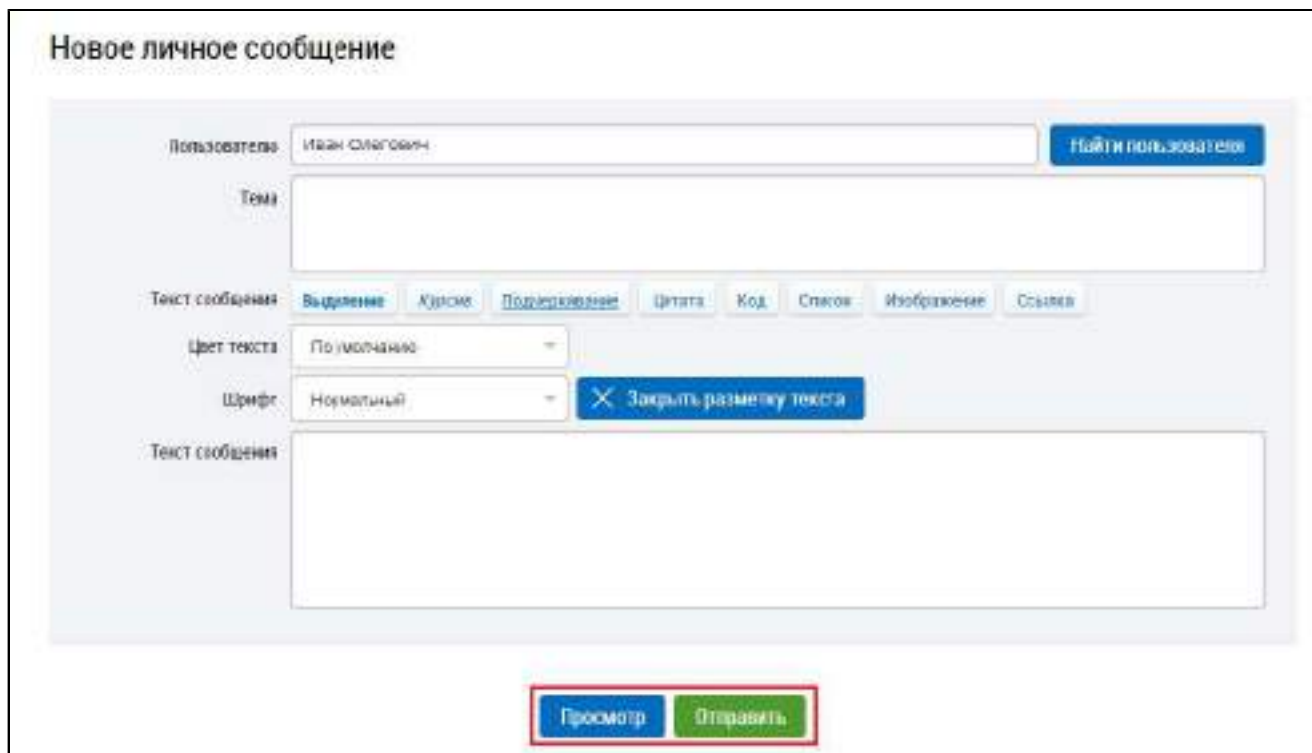 Новое личное сообщение
Пользователю Иван Олегович Найти пользователя
Тема
Текст сообщения Выделение Курсив Подчеркивание Цитата Код Список Изображение Ссылка
Цвет текста По умолчанию
Шрифт Нормальный Закрыть разметку текста
Текст сообщения
Просмотр Отправить